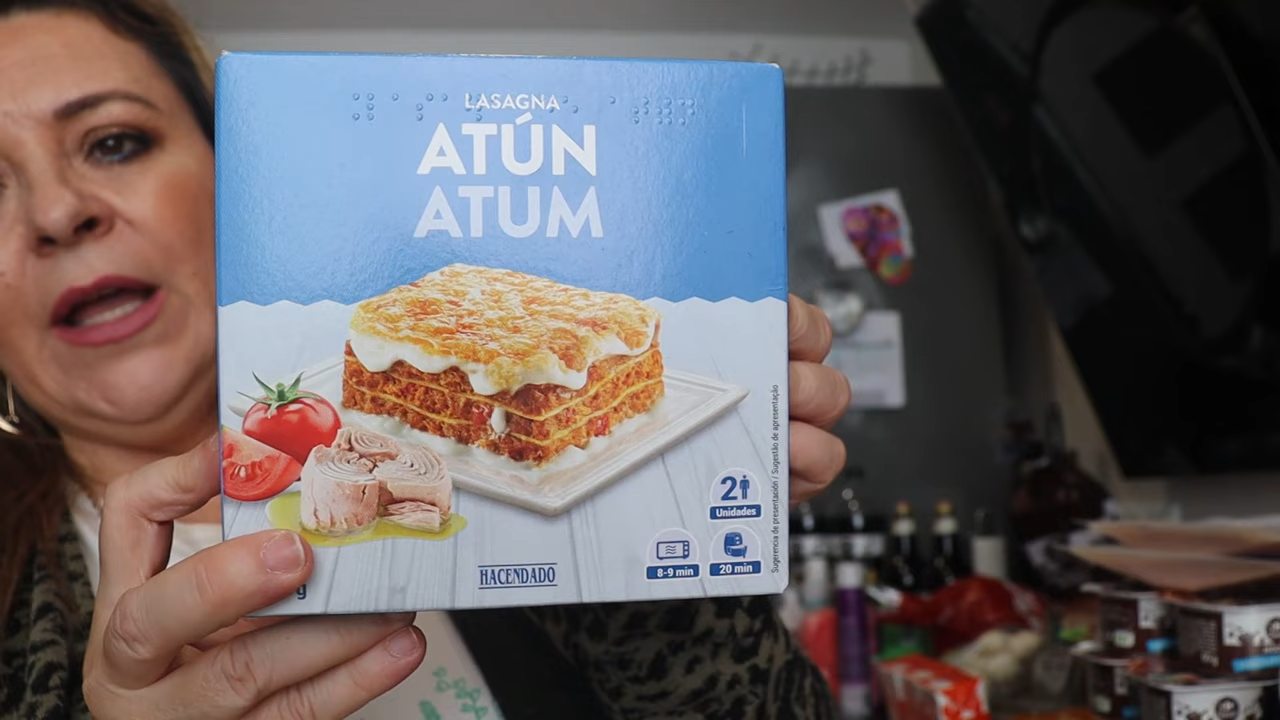 LASAGNA
ATÚN
ATUM
2
Unidades
8-9 min
20 min
HACENDADO
g
Sugerencia de presentación / Sugestão de apresentação